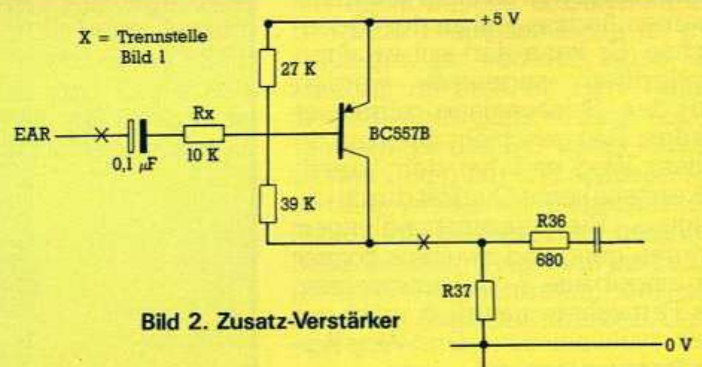 X = Trennstelle
Bild 1
+5 V
27 K
EAR
Rx
BC557B
0,1 µF
10 K
39 K
R36
680
R37
Bild 2. Zusatz-Verstärker
0 V